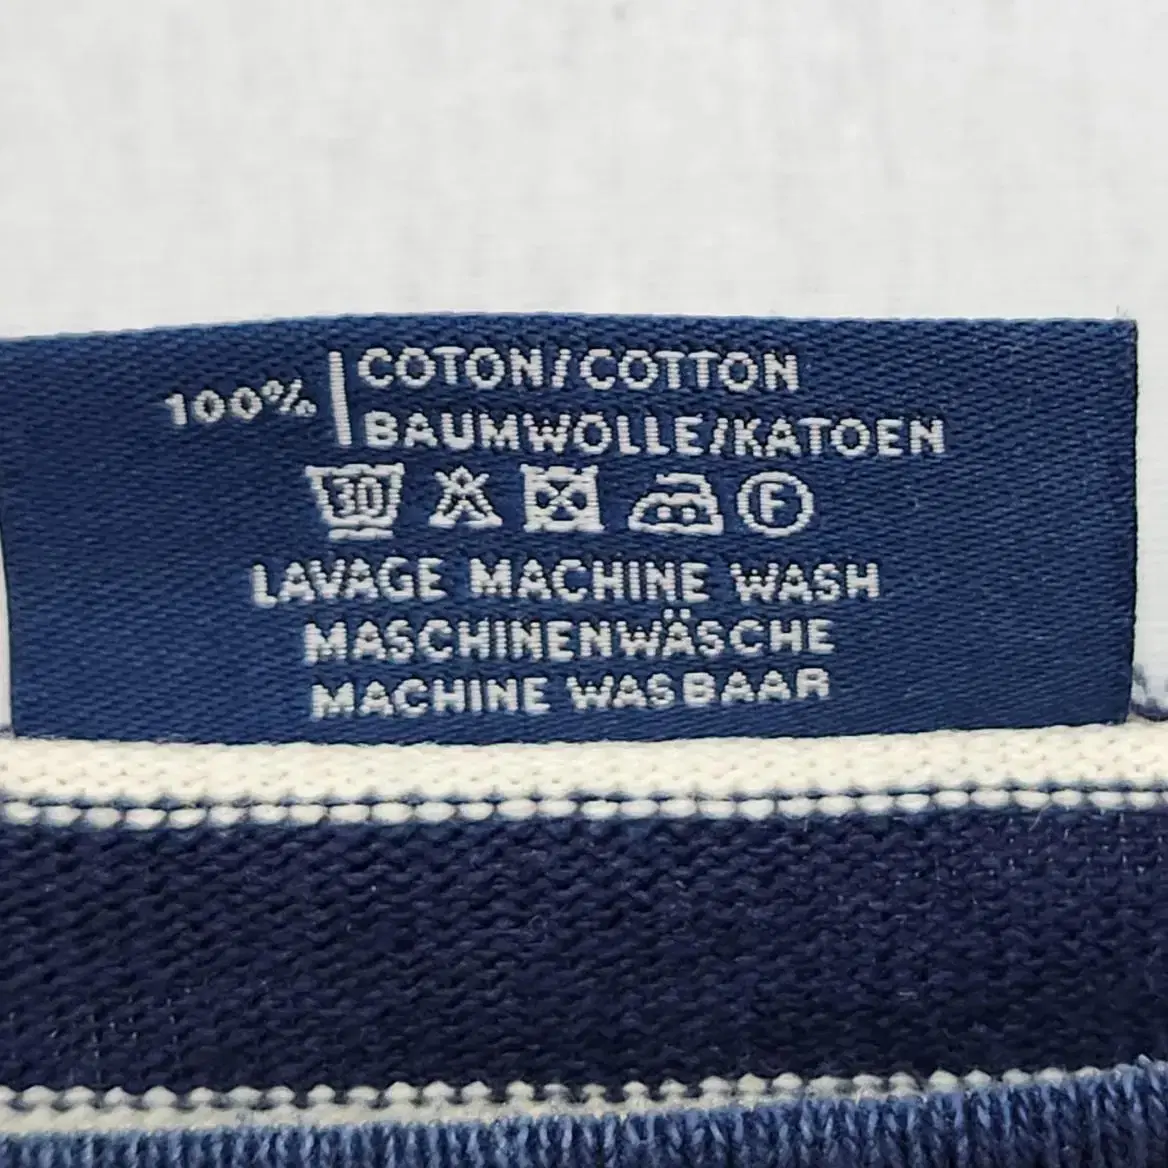 100%
COTON/COTTON
BAUMWOLLE/KATOEN
30 F
LAVAGE MACHINE WASH
MASCHINENWÄSCHE
MACHINE WASBAAR